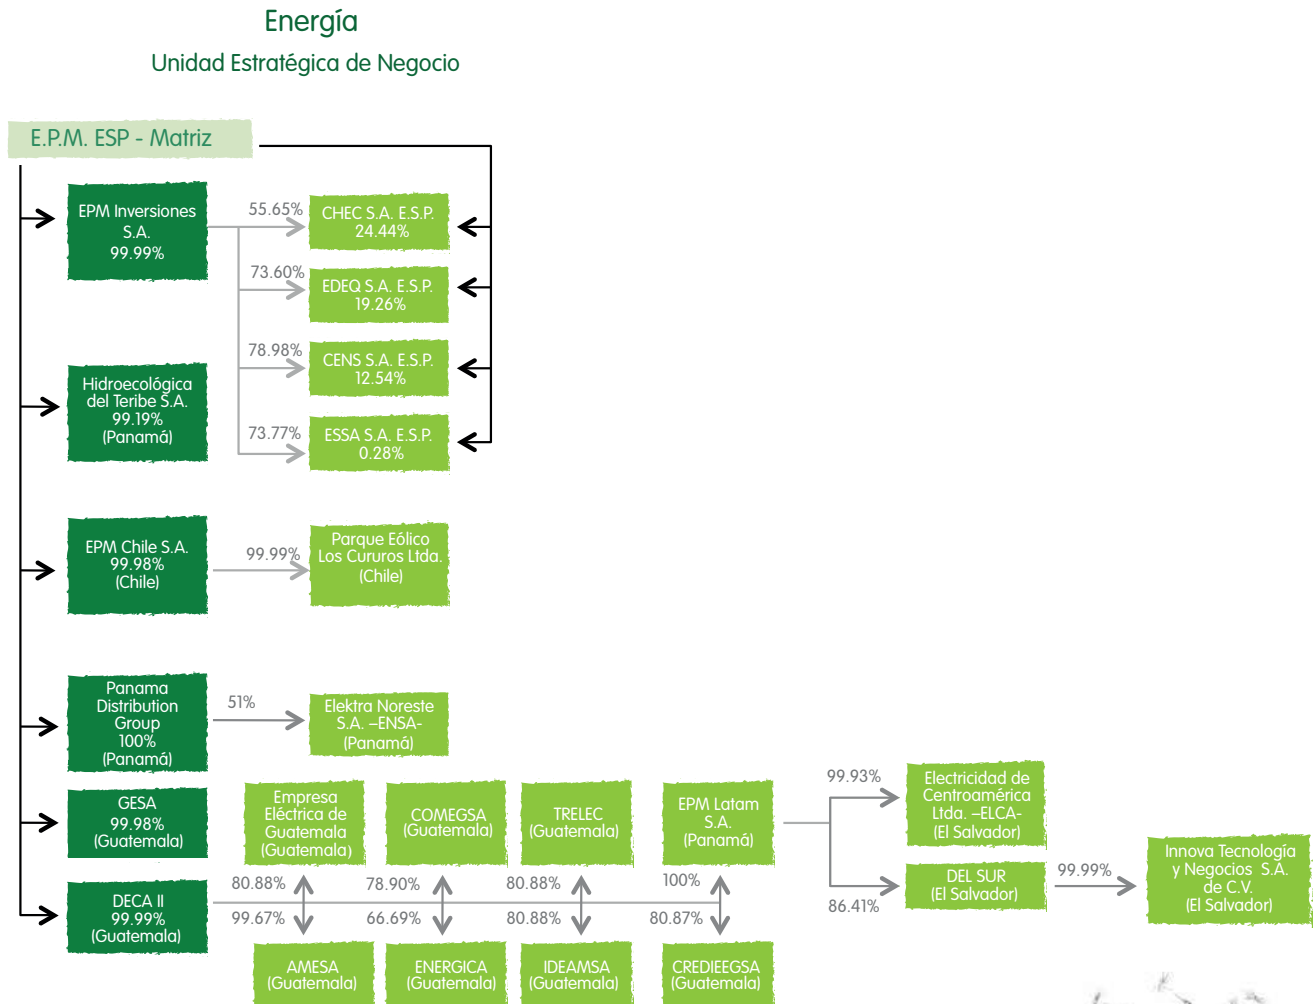 Energía
Unidad Estratégica de Negocio
E.P.M. ESP - Matriz
EPM Inversiones
S.A.
99.99%
55.65%
CHEC S.A. E.S.P.
24.44%
73.60%
EDEQ S.A. E.S.P.
19.26%
78.98%
CENS S.A. E.S.P.
12.54%
73.77%
ESSA S.A. E.S.P.
0.28%
Hidroecológica
del Teribe S.A.
99.19%
(Panamá)
EPM Chile S.A.
99.98%
(Chile)
99.99%
Parque Eólico
Los Cururos Ltda.
(Chile)
Panama
Distribution
Group
100%
(Panamá)
51%
Elektra Noreste
S.A. –ENSA-
(Panamá)
GESA
99.98%
(Guatemala)
DECA II
99.99%
(Guatemala)
Empresa
Eléctrica de
Guatemala
(Guatemala)
80.88%
COMEGSA
(Guatemala)
78.90%
TRELEC
(Guatemala)
80.88%
EPM Latam
S.A.
(Panamá)
100%
99.67%
AMESA
(Guatemala)
66.69%
ENERGICA
(Guatemala)
80.88%
IDEAMSA
(Guatemala)
80.87%
CREDIEEGSA
(Guatemala)
99.93%
Electricidad de
Centroamérica
Ltda. –ELCA-
(El Salvador)
86.41%
DEL SUR
(El Salvador)
99.99%
Innova Tecnología
y Negocios S.A.
de C.V.
(El Salvador)